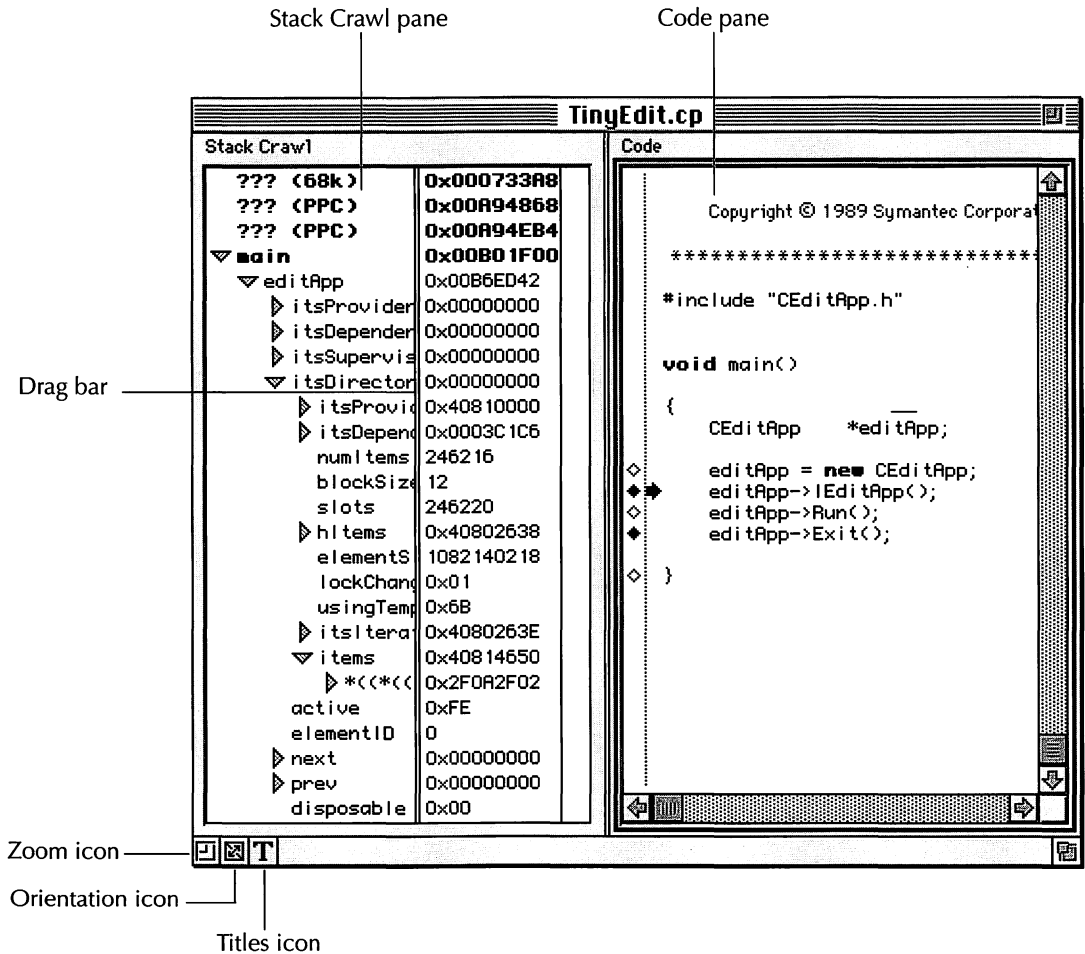 Stack Crawl pane
Code pane
TinyEdit.cp
Stack Crawl
Code
??? (68k) 0x000733A8
??? (PPC) 0x00A94868
??? (PPC) 0x00A94EB4
main 0x00B01F00
editApp 0x00B6ED42
itsProvider 0x00000000
itsDepender 0x00000000
itsSupervis 0x00000000
itsDirector 0x00000000
itsProvid 0x40810000
itsDepend 0x0003C1C6
numItems 246216
blockSize 12
slots 246220
hItems 0x40802638
elementS 1082140218
lockChang 0x01
usingTemp 0x6B
itsIterat 0x4080263E
items 0x40814650
*((*(( 0x2F0A2F02
active 0xFE
elementID 0
next 0x00000000
prev 0x00000000
disposable 0x00
Copyright © 1989 Symantec Corporat
**************************
#include "CEditApp.h"
void main()
{
CEditApp *editApp;
editApp = new CEditApp;
editApp->IEditApp();
editApp->Run();
editApp->Exit();
}
Drag bar
Zoom icon
T
Orientation icon
Titles icon